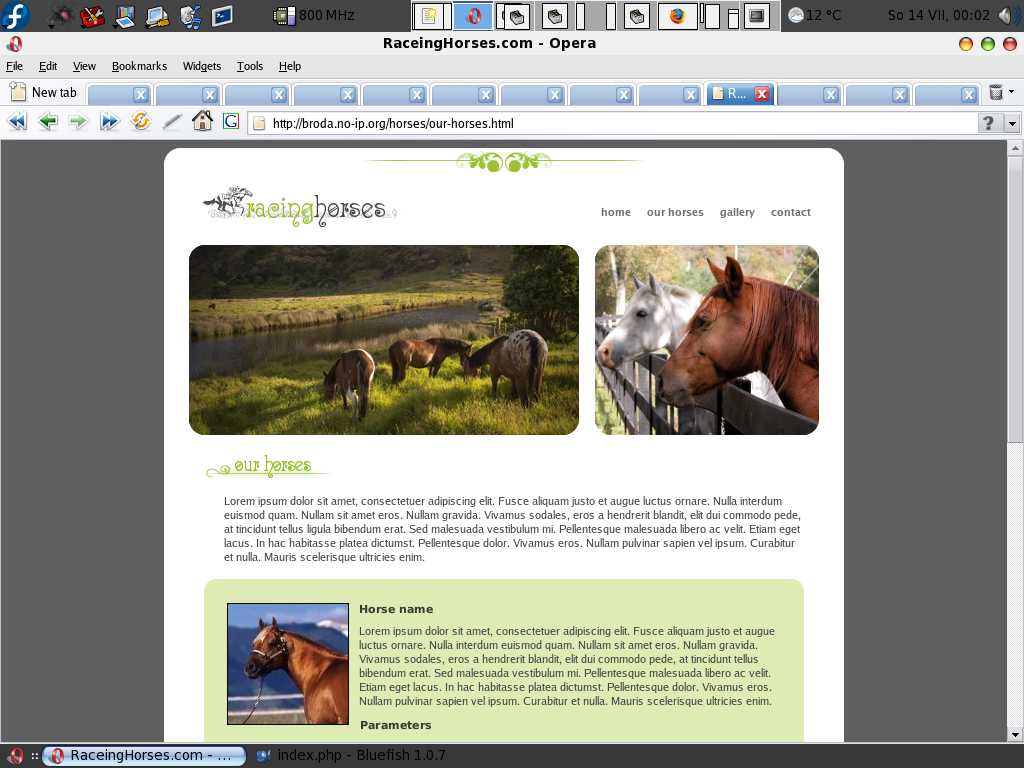 800 MHz
12 °C
So 14 VII, 00:02
RaceingHorses.com - Opera
File Edit View Bookmarks Widgets Tools Help
New tab
R...
http://broda.no-ip.org/horses/our-horses.html
racinghorses
home our horses gallery contact
our horses
Lorem ipsum dolor sit amet, consectetuer adipiscing elit. Fusce aliquam justo et augue luctus ornare. Nulla interdum
euismod quam. Nullam sit amet eros. Nullam gravida. Vivamus sodales, eros a hendrerit blandit, elit dui commodo pede,
at tincidunt tellus ligula bibendum erat. Sed malesuada vestibulum mi. Pellentesque malesuada libero ac velit. Etiam eget
lacus. In hac habitasse platea dictumst. Pellentesque dolor. Vivamus eros. Nullam pulvinar sapien vel ipsum. Curabitur
et nulla. Mauris scelerisque ultricies enim.
Horse name
Lorem ipsum dolor sit amet, consectetuer adipiscing elit. Fusce aliquam justo et augue
luctus ornare. Nulla interdum euismod quam. Nullam sit amet eros. Nullam gravida.
Vivamus sodales, eros a hendrerit blandit, elit dui commodo pede, at tincidunt tellus
bibendum erat. Sed malesuada vestibulum mi. Pellentesque malesuada libero ac velit.
Etiam eget lacus. In hac habitasse platea dictumst. Pellentesque dolor. Vivamus eros.
Nullam pulvinar sapien vel ipsum. Curabitur et nulla. Mauris scelerisque ultricies enim.
Parameters
RaceingHorses.com - ...
index.php - Bluefish 1.0.7